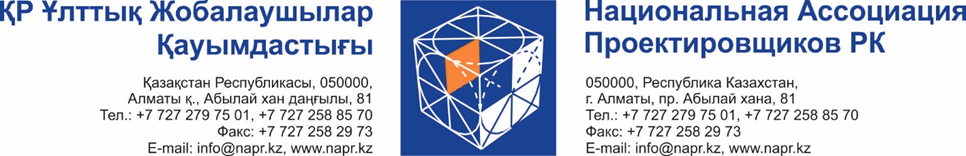 ҚР Ұлттық Жобалаушылар
Қауымдастығы
Қазақстан Республикасы, 050000,
Алматы қ., Абылай хан даңғылы, 81
Тел.: +7 727 279 75 01, +7 727 258 85 70
Факс: +7 727 258 29 73
E-mail: info@napr.kz, www.napr.kz
Национальная Ассоциация
Проектировщиков РК
050000, Республика Казахстан,
г. Алматы, пр. Абылай хана, 81
Тел.: +7 727 279 75 01, +7 727 258 85 70
Факс: +7 727 258 29 73
E-mail: info@napr.kz, www.napr.kz